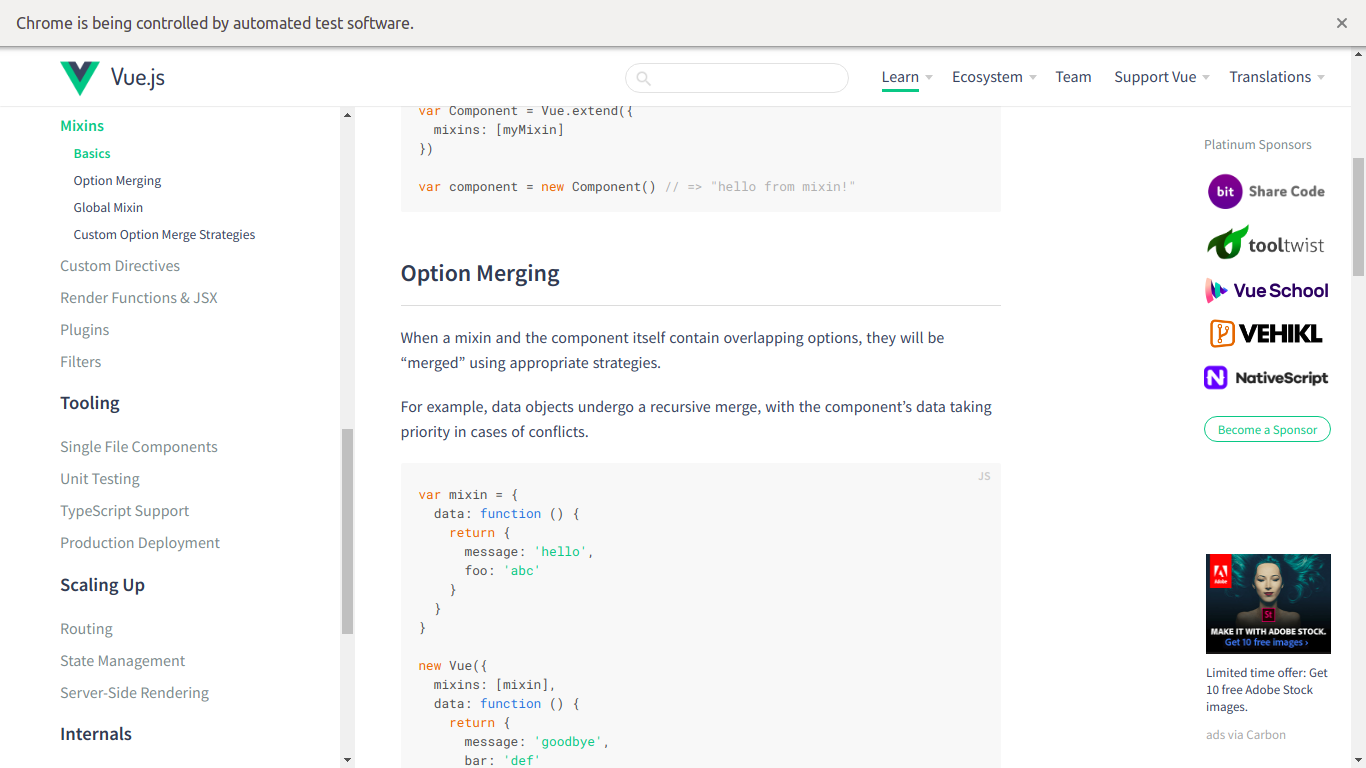 Chrome is being controlled by automated test software.
Vue.js
Learn
Ecosystem
Team
Support Vue
Translations
Mixins
Basics
Option Merging
Global Mixin
Custom Option Merge Strategies
Custom Directives
Render Functions & JSX
Plugins
Filters
Tooling
Single File Components
Unit Testing
TypeScript Support
Production Deployment
Scaling Up
Routing
State Management
Server-Side Rendering
Internals
var Component = Vue.extend({
  mixins: [myMixin]
})
var component = new Component() // => "hello from mixin!"
Option Merging
When a mixin and the component itself contain overlapping options, they will be
“merged” using appropriate strategies.
For example, data objects undergo a recursive merge, with the component’s data taking
priority in cases of conflicts.
JS
var mixin = {
  data: function () {
    return {
      message: 'hello',
      foo: 'abc'
    }
  }
}
new Vue({
  mixins: [mixin],
  data: function () {
    return {
      message: 'goodbye',
      bar: 'def'
Platinum Sponsors
bit Share Code
tooltwist
Vue School
VEHIKL
N NativeScript
Become a Sponsor
Adobe
St
MAKE IT WITH ADOBE STOCK.
Get 10 free images ›
Limited time offer: Get
10 free Adobe Stock
images.
ads via Carbon